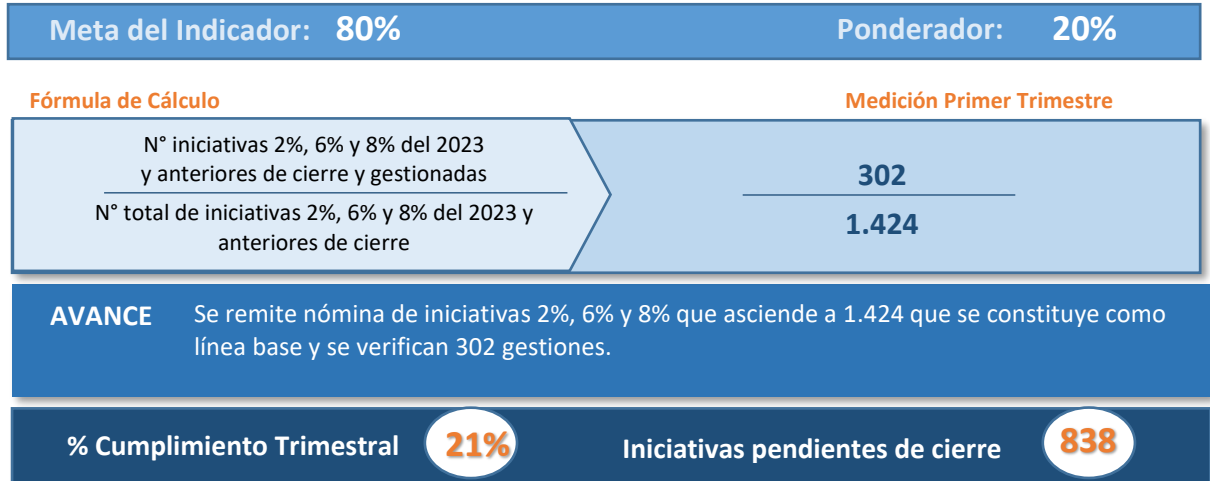 Meta del Indicador: 80% Ponderador: 20%
Fórmula de Cálculo Medición Primer Trimestre
N° iniciativas 2%, 6% y 8% del 2023
y anteriores de cierre y gestionadas
N° total de iniciativas 2%, 6% y 8% del 2023 y
anteriores de cierre
302
1.424
AVANCE Se remite nómina de iniciativas 2%, 6% y 8% que asciende a 1.424 que se constituye como
línea base y se verifican 302 gestiones.
% Cumplimiento Trimestral 21% Iniciativas pendientes de cierre 838